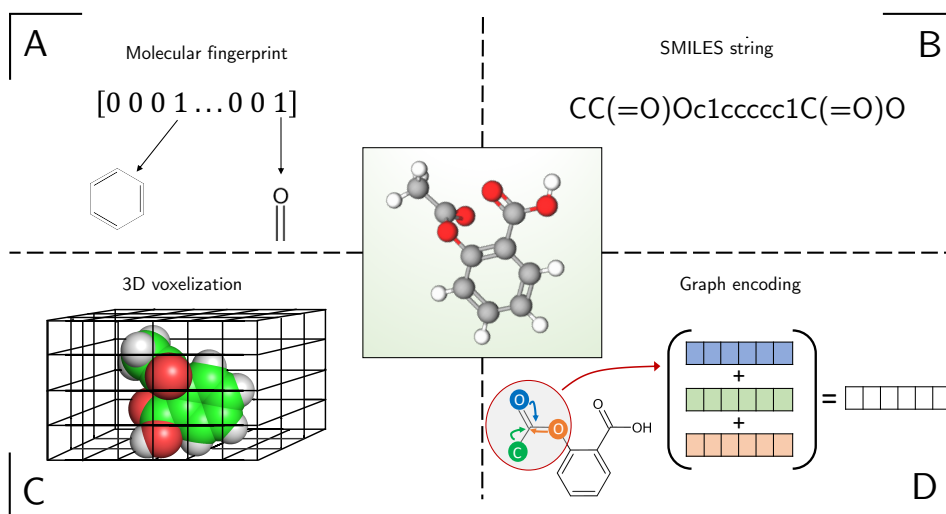 A
Molecular fingerprint
[0 0 0 1 … 0 0 1]
O
B
SMILES string
CC(=O)Oc1ccccc1C(=O)O
3D voxelization
C
Graph encoding
+
+
=
O
O
C
O
OH
D